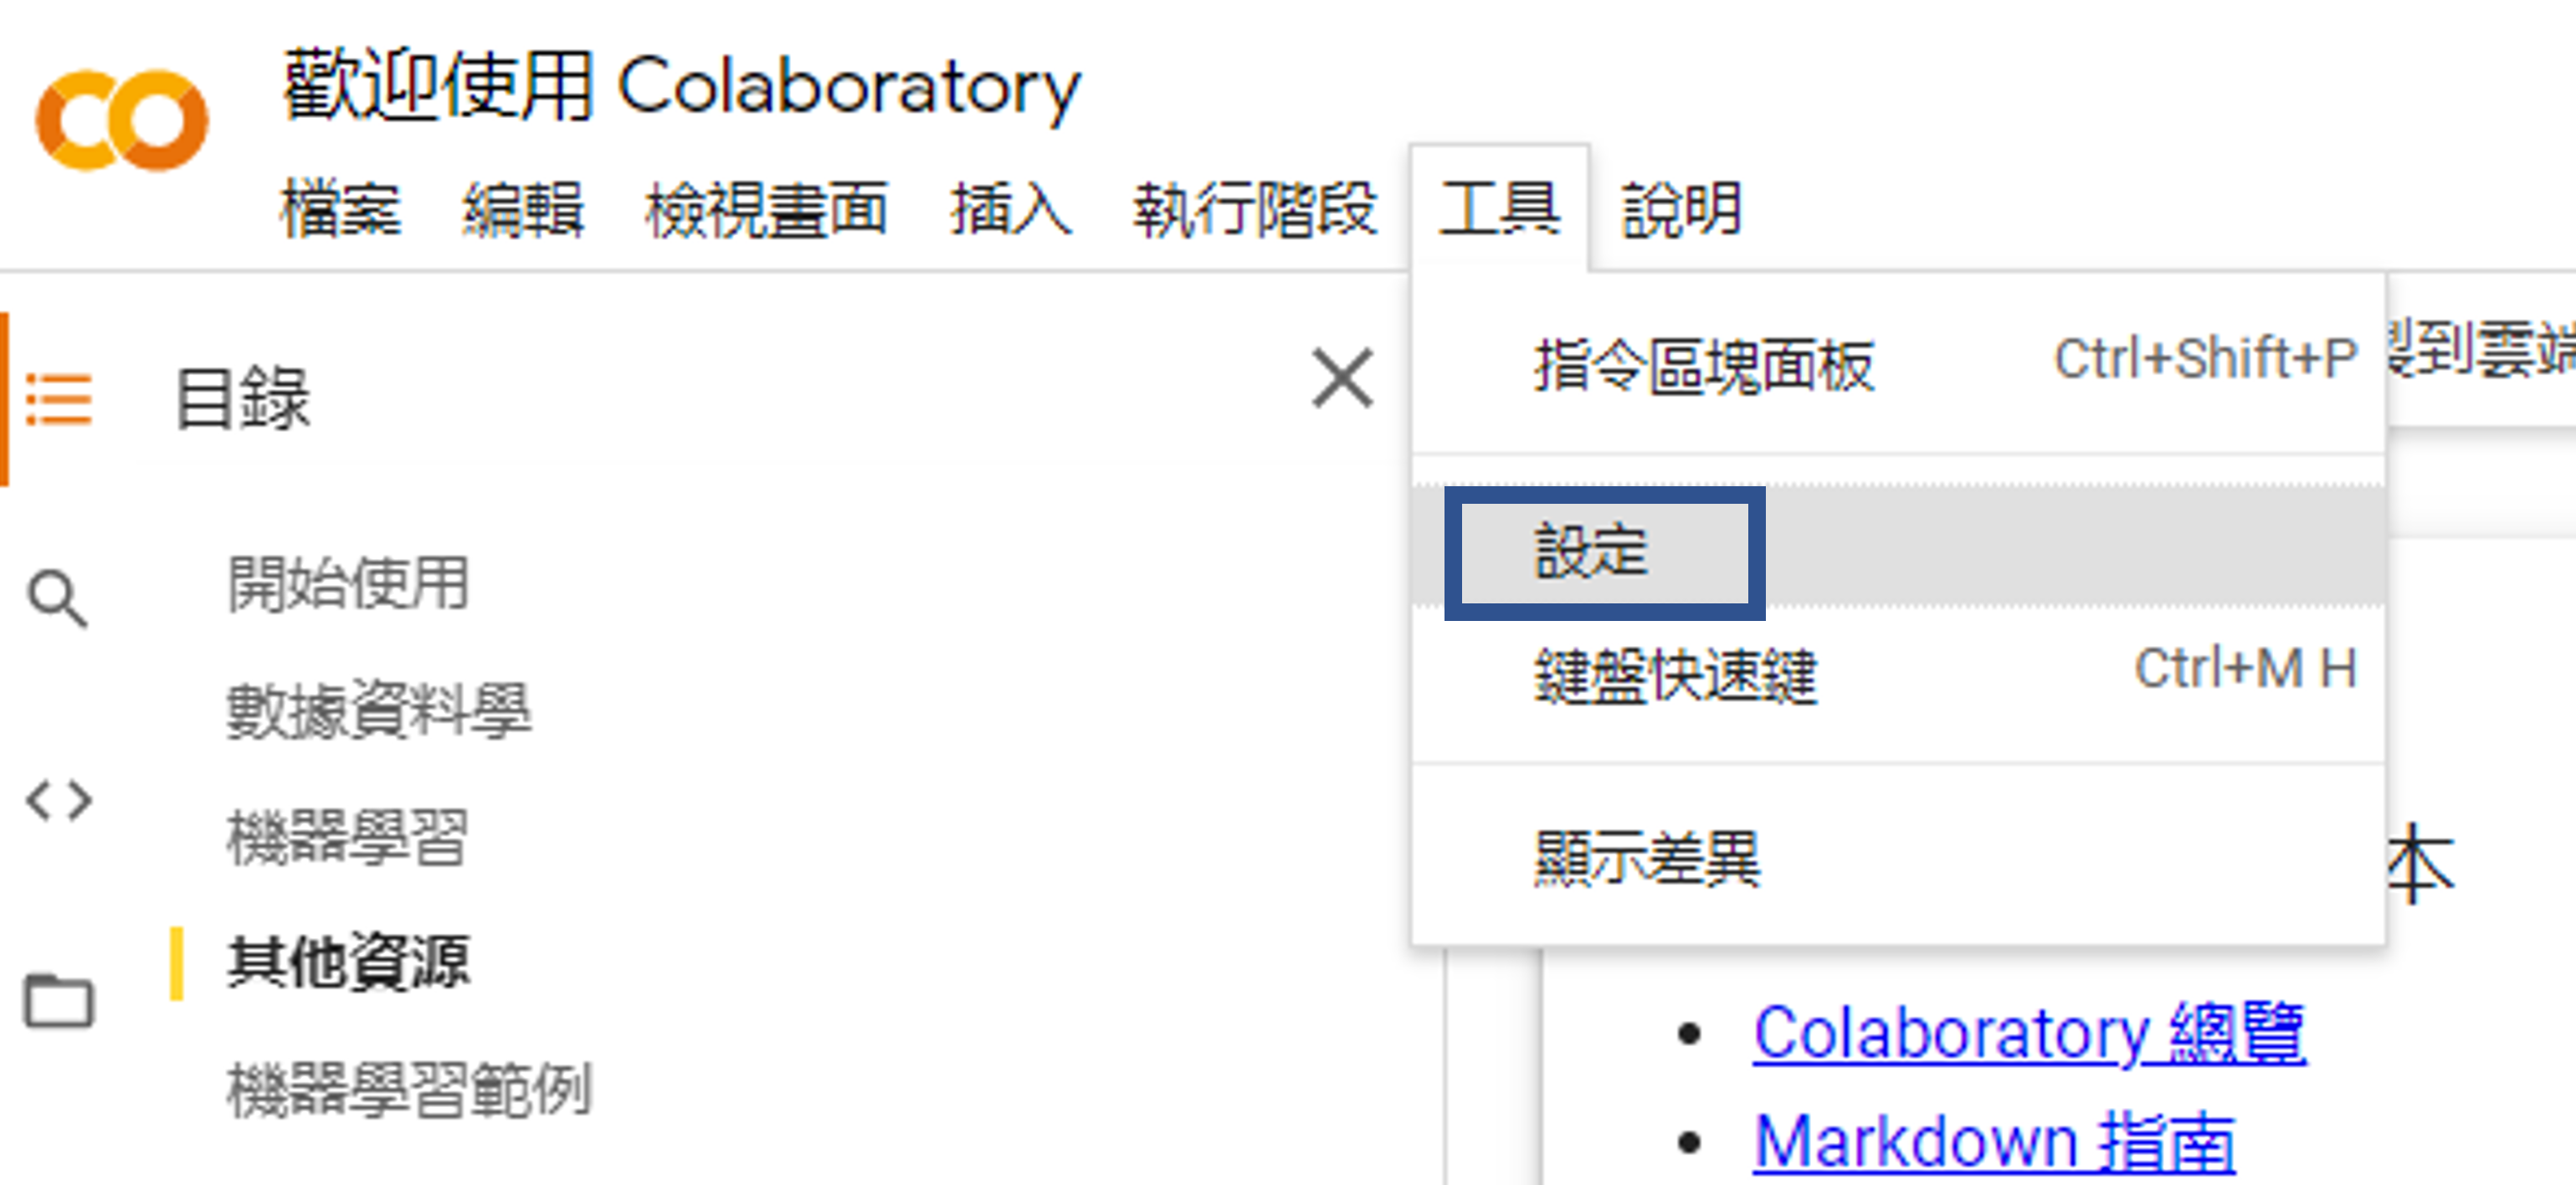 歡迎使用 Colaboratory
檔案 編輯 檢視畫面 插入 執行階段 工具 說明
目錄
開始使用
數據資料學
機器學習
其他資源
機器學習範例
指令區塊面板 Ctrl+Shift+P
設定
鍵盤快速鍵 Ctrl+M H
顯示差異
製到雲端
本
Colaboratory 總覽
Markdown 指南